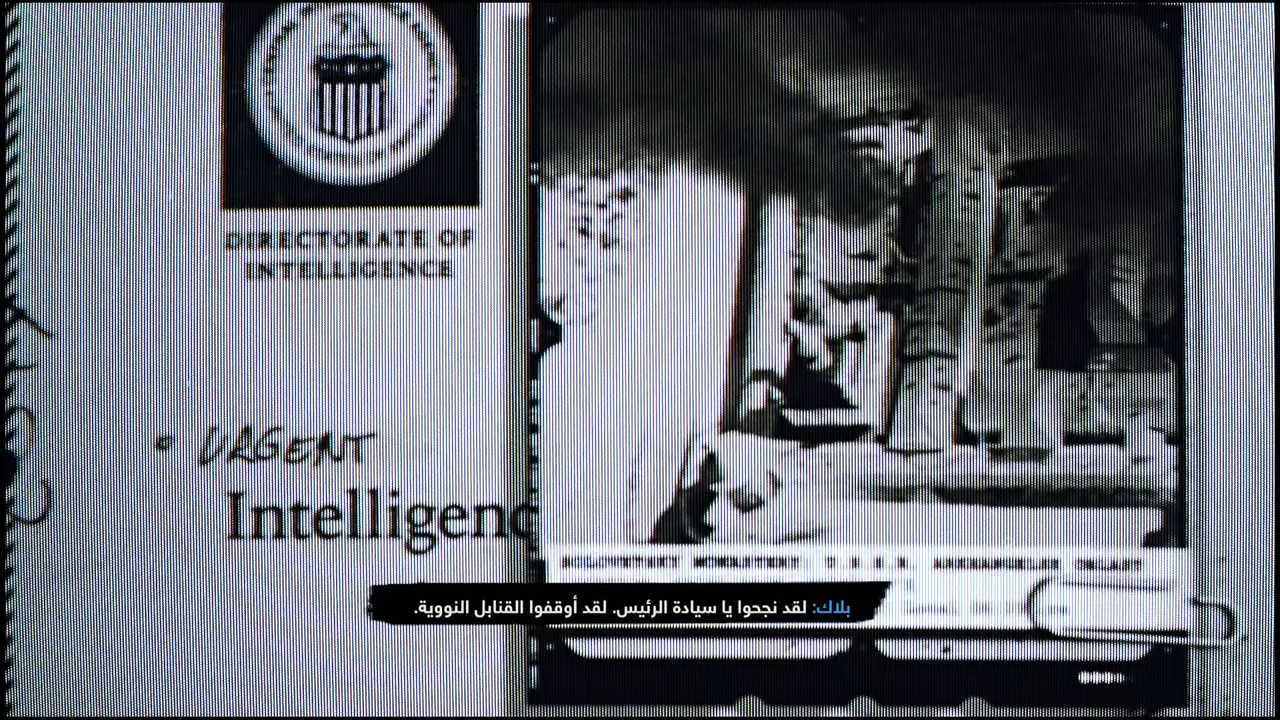 DIRECTORATE OF
INTELLIGENCE
URGENT
Intelligenc
بلاك: لقد نجحوا يا سيادة الرئيس. لقد أوقفوا القنابل النووية.